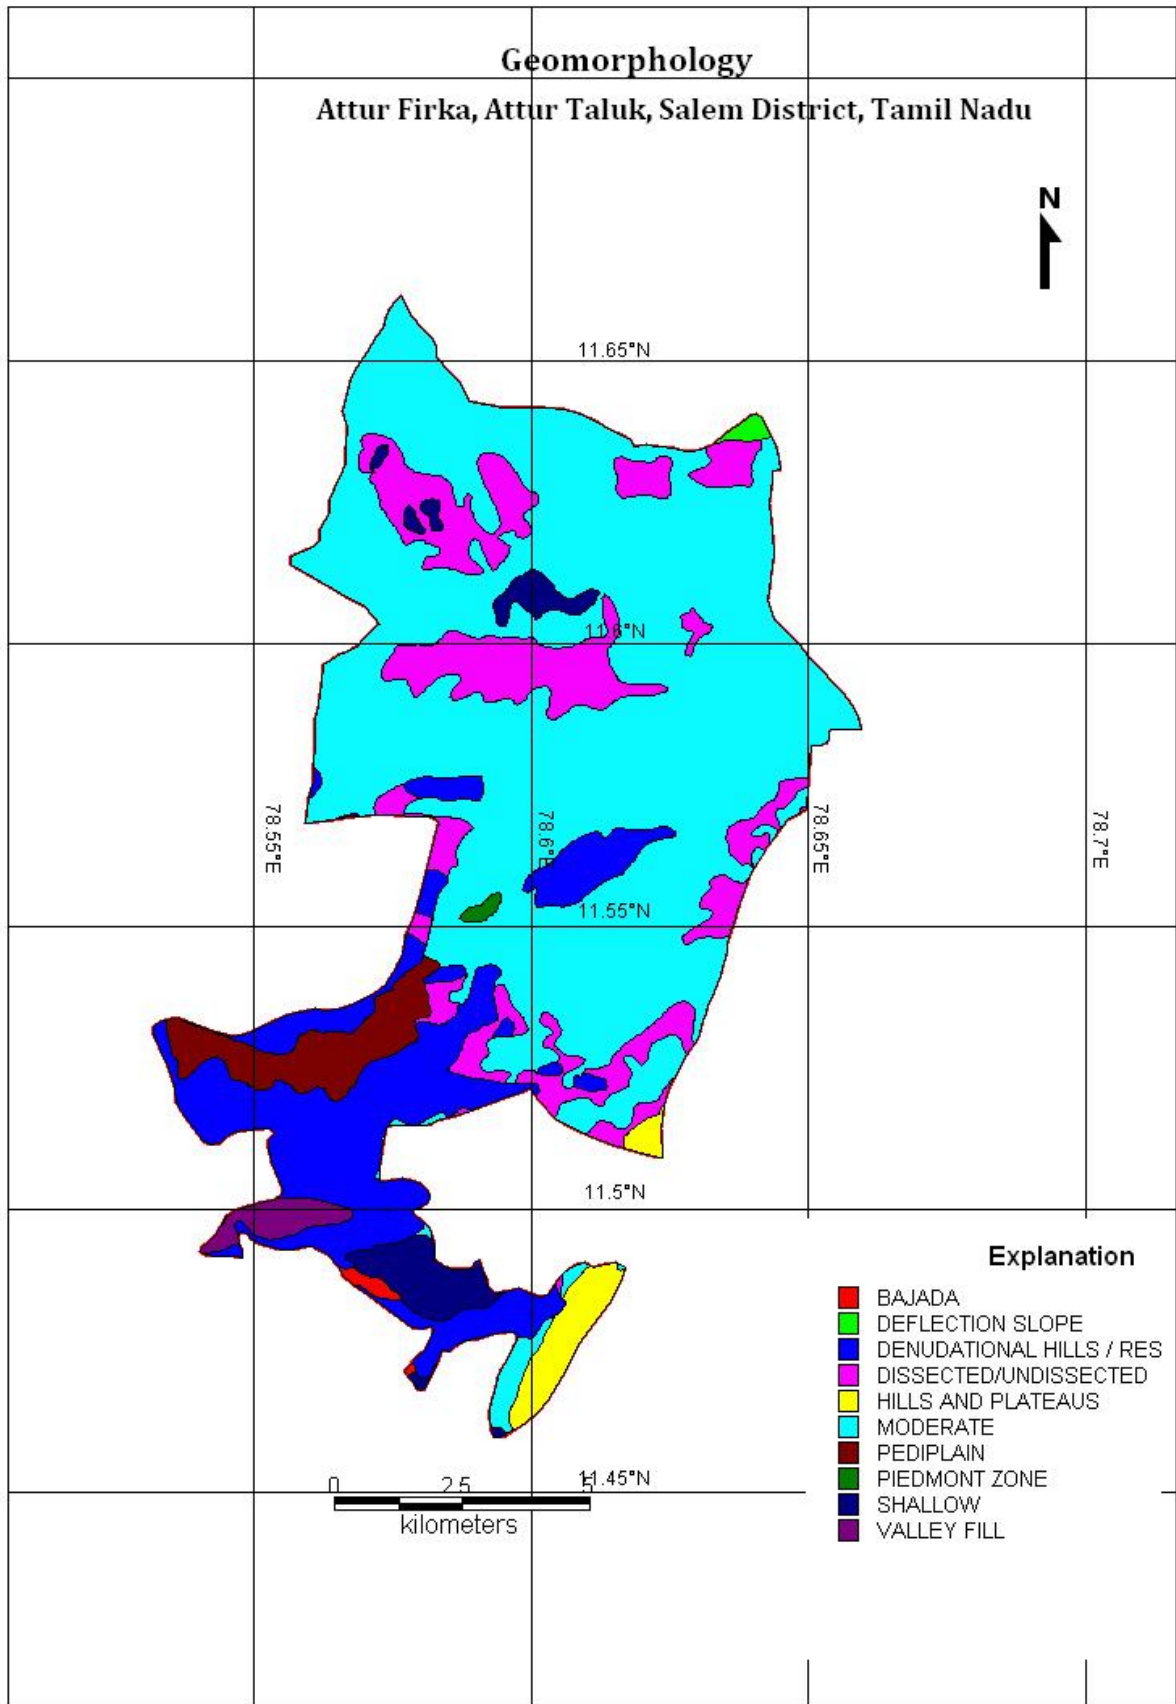 Geomorphology
Attur Firka, Attur Taluk, Salem District, Tamil Nadu
N
11.65°N
11.6°N
78.55°E
78.6°E
78.65°E
78.7°E
11.55°N
11.5°N
Explanation
BAJADA
DEFLECTION SLOPE
DENUDATIONAL HILLS / RES
DISSECTED/UNDISSECTED
HILLS AND PLATEAUS
MODERATE
PEDIPLAIN
PIEDMONT ZONE
SHALLOW
VALLEY FILL
11.45°N
0 2.5 5
kilometers